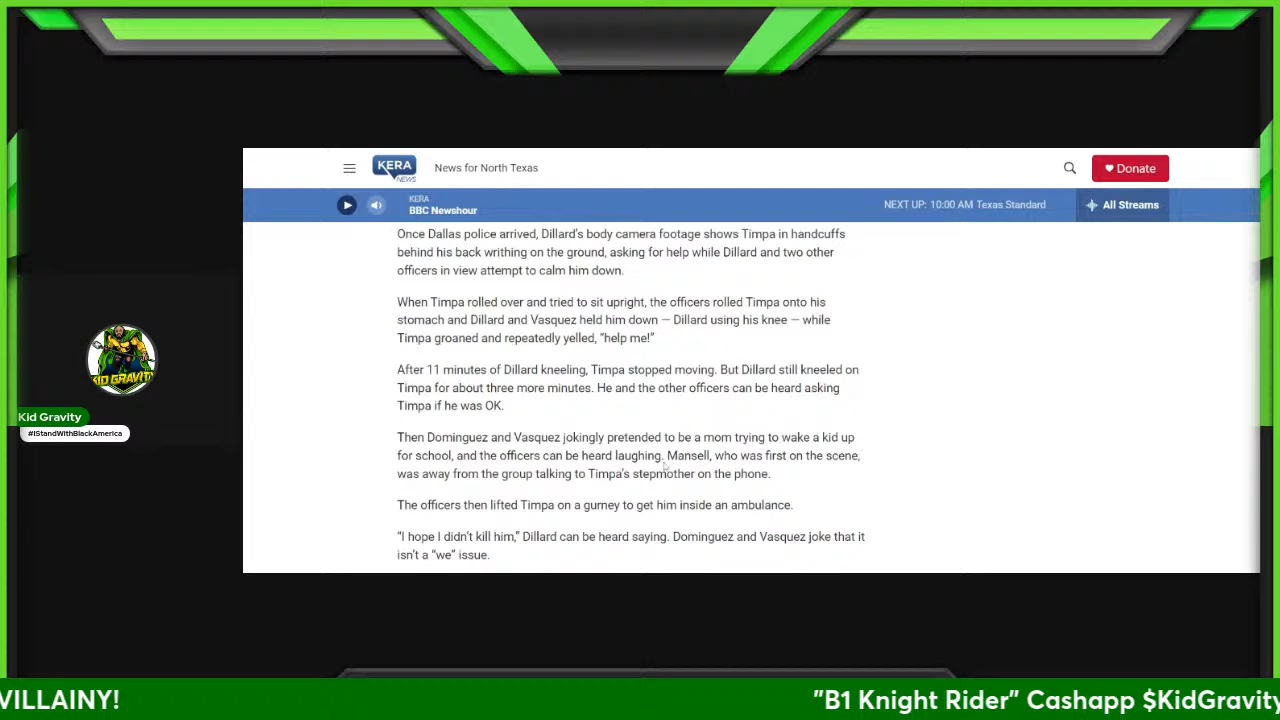 KERA
NEWS
News for North Texas
Donate
KERA
BBC Newshour
NEXT UP: 10:00 AM Texas Standard
All Streams
Once Dallas police arrived, Dillard's body camera footage shows Timpa in handcuffs
behind his back writhing on the ground, asking for help while Dillard and two other
officers in view attempt to calm him down.
When Timpa rolled over and tried to sit upright, the officers rolled Timpa onto his
stomach and Dillard and Vasquez held him down — Dillard using his knee — while
Timpa groaned and repeatedly yelled, "help me!"
After 11 minutes of Dillard kneeling, Timpa stopped moving. But Dillard still kneeled on
Timpa for about three more minutes. He and the other officers can be heard asking
Timpa if he was OK.
Then Dominguez and Vasquez jokingly pretended to be a mom trying to wake a kid up
for school, and the officers can be heard laughing. Mansell, who was first on the scene,
was away from the group talking to Timpa's stepmother on the phone.
The officers then lifted Timpa on a gurney to get him inside an ambulance.
"I hope I didn't kill him," Dillard can be heard saying. Dominguez and Vasquez joke that it
isn't a "we" issue.
KID GRAVITY
Kid Gravity
#IStandWithBlackAmerica
VILLAINY!
"B1 Knight Rider" Cashapp $KidGravity